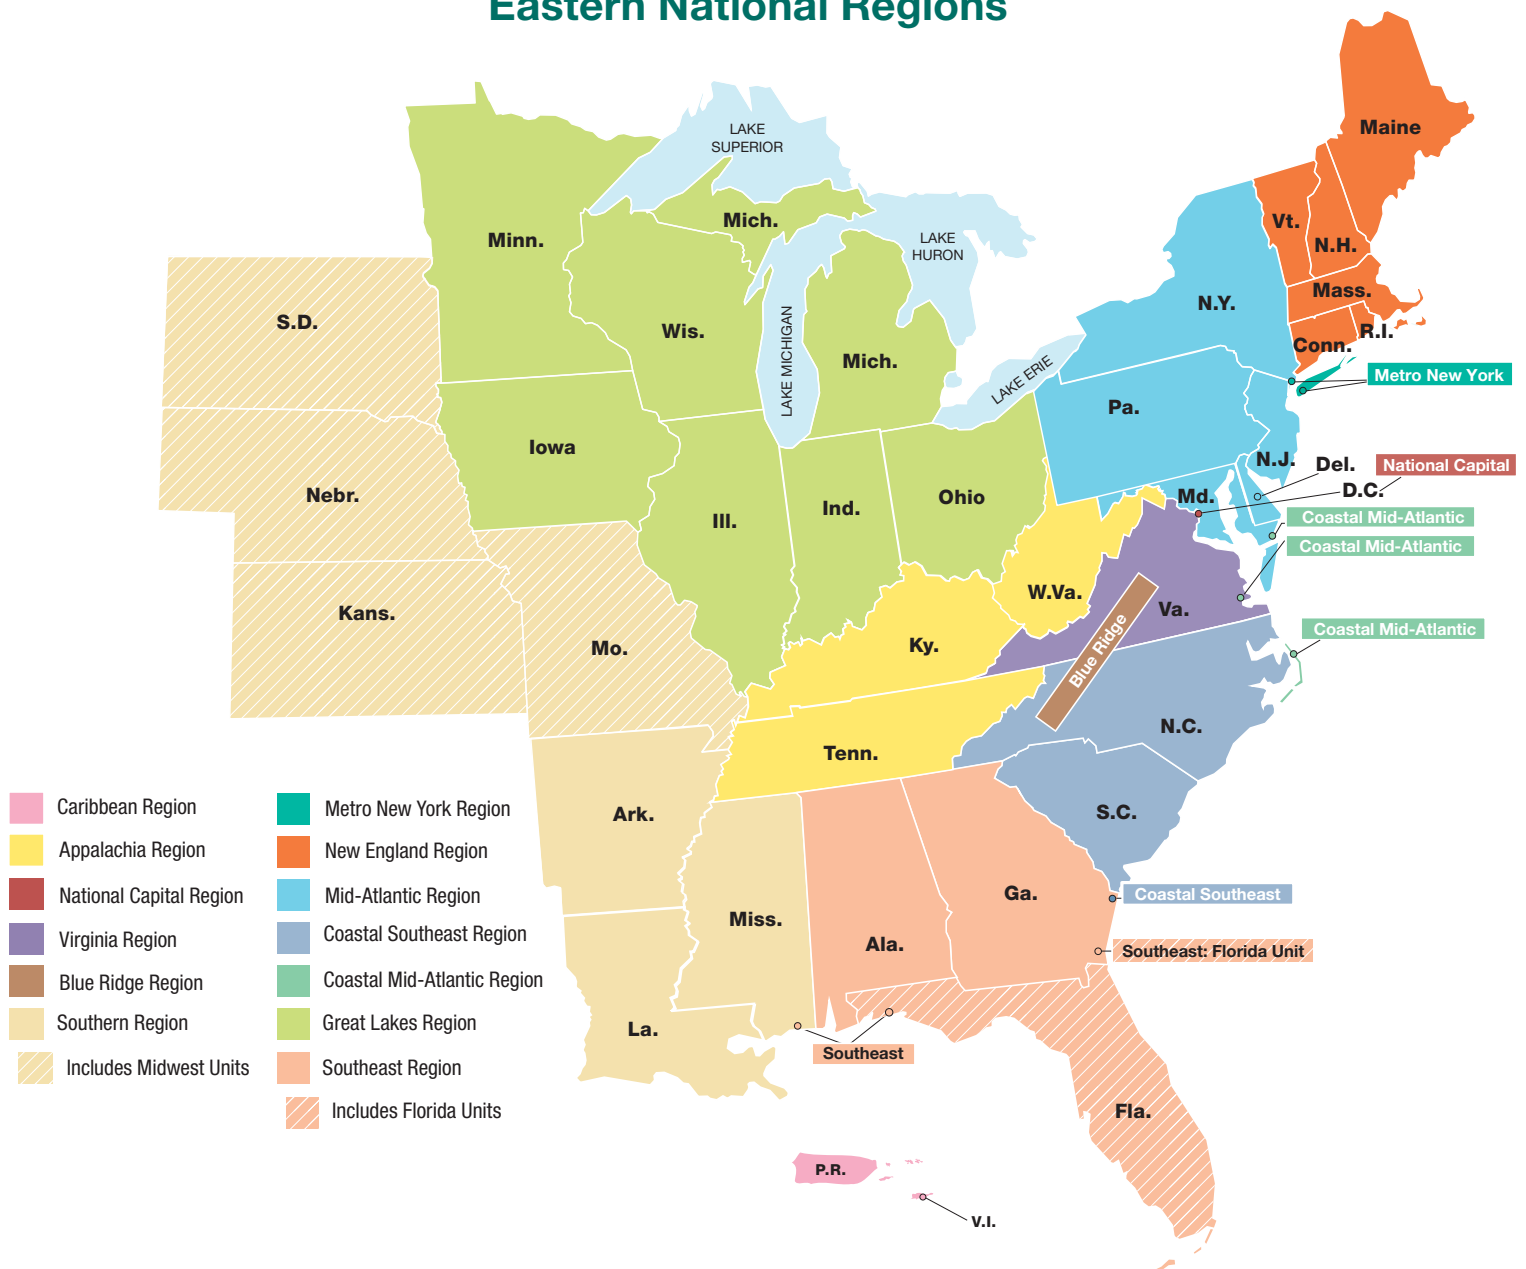 Eastern National Regions
Maine
LAKE
SUPERIOR
Mich.
Vt.
Minn.
N.H.
LAKE
HURON
Mass.
N.Y.
S.D.
Wis.
R.I.
Conn.
LAKE MICHIGAN
Mich.
LAKE ERIE
Metro New York
Pa.
Iowa
N.J.
Del.
National Capital
D.C.
Nebr.
Ohio
Md.
Ind.
Ill.
Coastal Mid-Atlantic
Coastal Mid-Atlantic
W.Va.
Va.
Kans.
Coastal Mid-Atlantic
Mo.
Ky.
Blue Ridge
N.C.
Tenn.
Ark.
S.C.
Ga.
Coastal Southeast
Miss.
Ala.
Southeast: Florida Unit
La.
Southeast
Fla.
P.R.
V.I.
Caribbean Region
Appalachia Region
National Capital Region
Virginia Region
Blue Ridge Region
Southern Region
Includes Midwest Units
Metro New York Region
New England Region
Mid-Atlantic Region
Coastal Southeast Region
Coastal Mid-Atlantic Region
Great Lakes Region
Southeast Region
Includes Florida Units